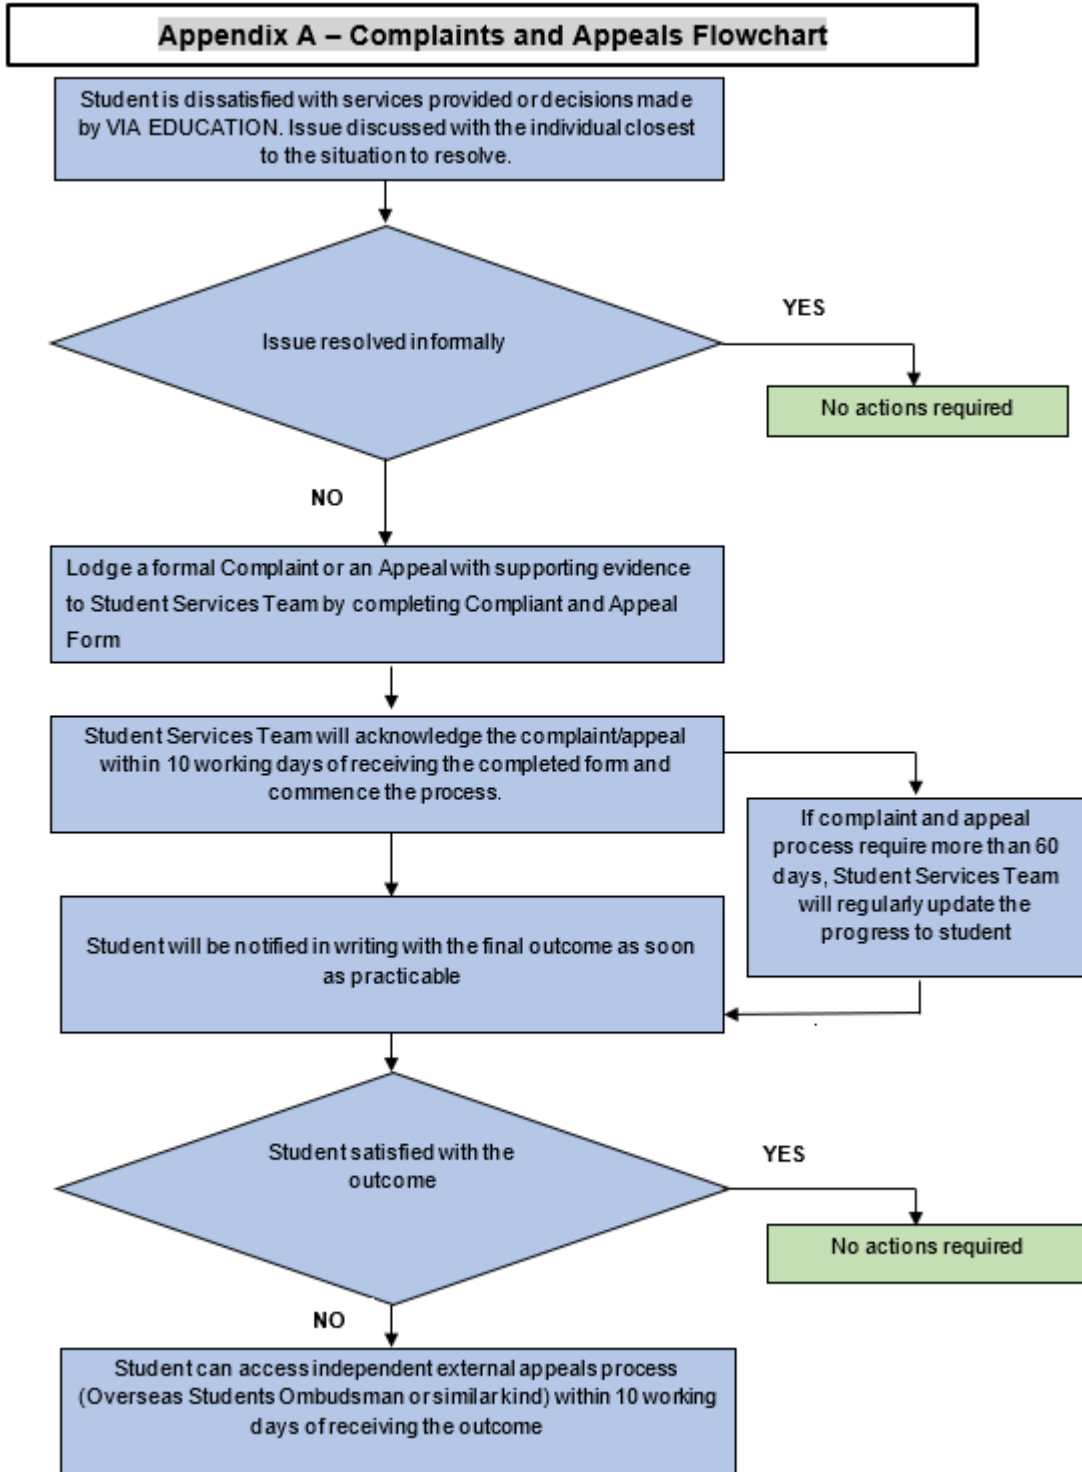 Appendix A – Complaints and Appeals Flowchart
Student is dissatisfied with services provided or decisions made
by VIA EDUCATION. Issue discussed with the individual closest
to the situation to resolve.
Issue resolved informally
YES
No actions required
NO
Lodge a formal Complaint or an Appeal with supporting evidence
to Student Services Team by completing Compliant and Appeal
Form
Student Services Team will acknowledge the complaint/appeal
within 10 working days of receiving the completed form and
commence the process.
If complaint and appeal
process require more than 60
days, Student Services Team
will regularly update the
progress to student
Student will be notified in writing with the final outcome as soon
as practicable
Student satisfied with the
outcome
YES
No actions required
NO
Student can access independent external appeals process
(Overseas Students Ombudsman or similar kind) within 10 working
days of receiving the outcome